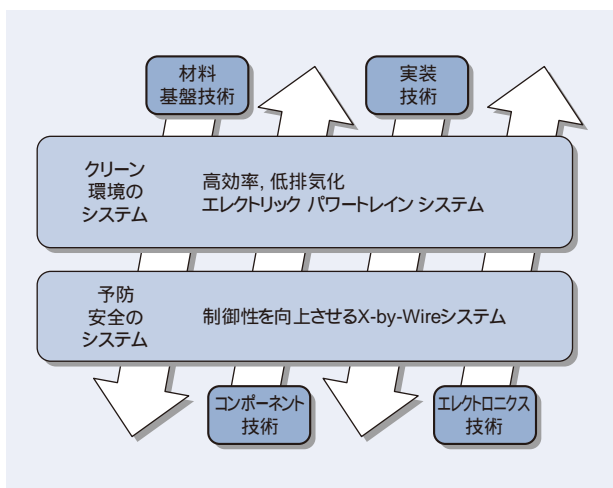 材料
基盤技術
実装
技術
クリーン
環境の
システム
高効率, 低排気化
エレクトリック パワートレイン システム
予防
安全の
システム
制御性を向上させるX-by-Wireシステム
コンポーネント
技術
エレクトロニクス
技術